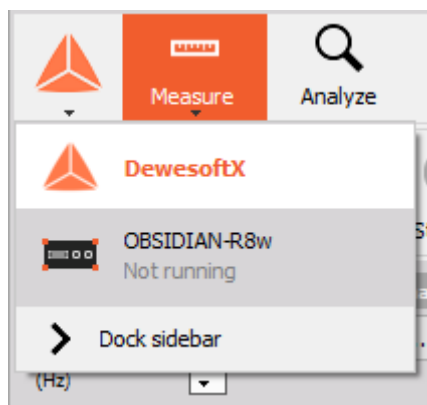 Measure
Analyze
DewesoftX
OBSIDIAN-R8w
Not running
Dock sidebar
(Hz)